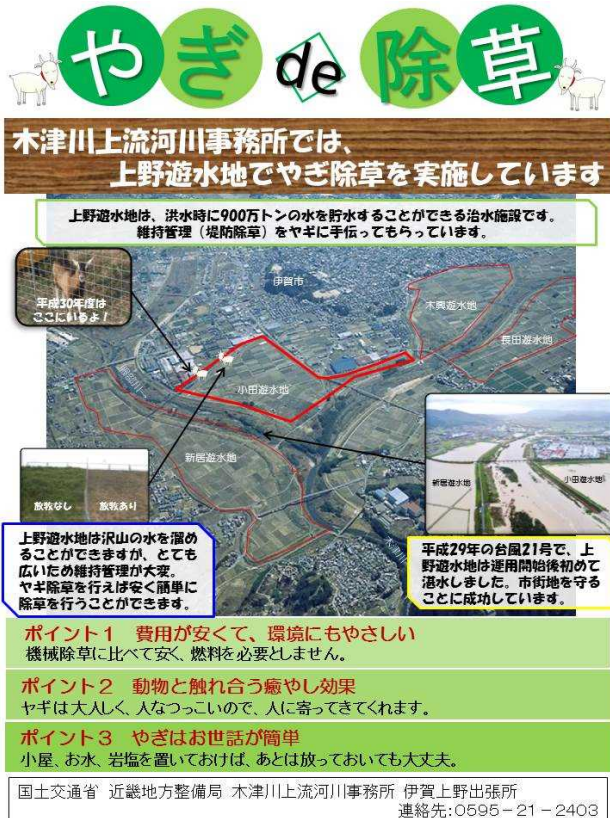 やぎde除草
木津川上流河川事務所では、
上野遊水地でやぎ除草を実施しています
上野遊水地は、洪水時に900万トンの水を貯水することができる治水施設です。
維持管理（堤防除草）をヤギに手伝ってもらっています。
平成30年度は
ここにいるよ！
伊賀市
木興遊水地
長田遊水地
小田遊水地
新居遊水地
木津川
放牧なし
放牧あり
新居遊水地
小田遊水地
上野遊水地は沢山の水を溜め
ることができますが、とても
広いため維持管理が大変。
ヤギ除草を行えば安く簡単に
除草を行うことができます。
平成29年の台風21号で、上
野遊水地は運用開始後初めて
湛水しました。市街地を守る
ことに成功しています。
ポイント1 費用が安くて、環境にもやさしい
機械除草に比べて安く、燃料を必要としません。
ポイント2 動物と触れ合う癒やし効果
ヤギは大人しく、人なつっこいので、人に寄ってきてくれます。
ポイント3 やぎはお世話が簡単
小屋、お水、岩塩を置いておけば、あとは放っておいても大丈夫。
国土交通省 近畿地方整備局 木津川上流河川事務所 伊賀上野出張所
連絡先:0595-21-2403